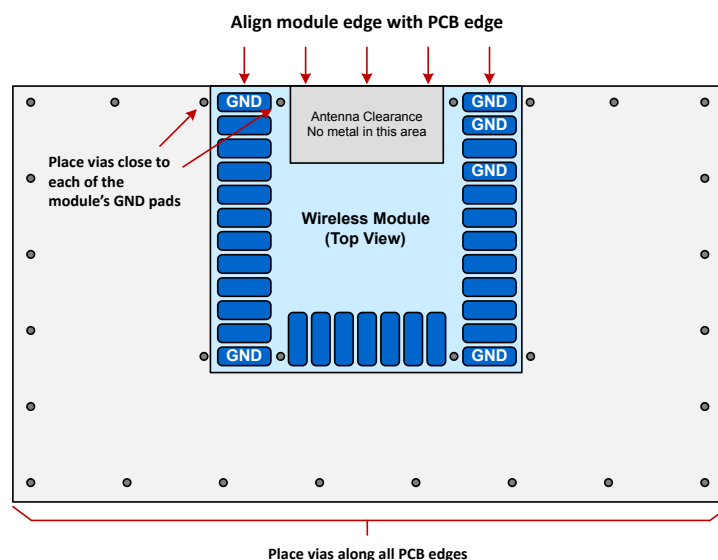 Align module edge with PCB edge
GND
GND
Antenna Clearance
No metal in this area
GND
Place vias close to
each of the
module's GND pads
GND
Wireless Module
(Top View)
GND
GND
Place vias along all PCB edges